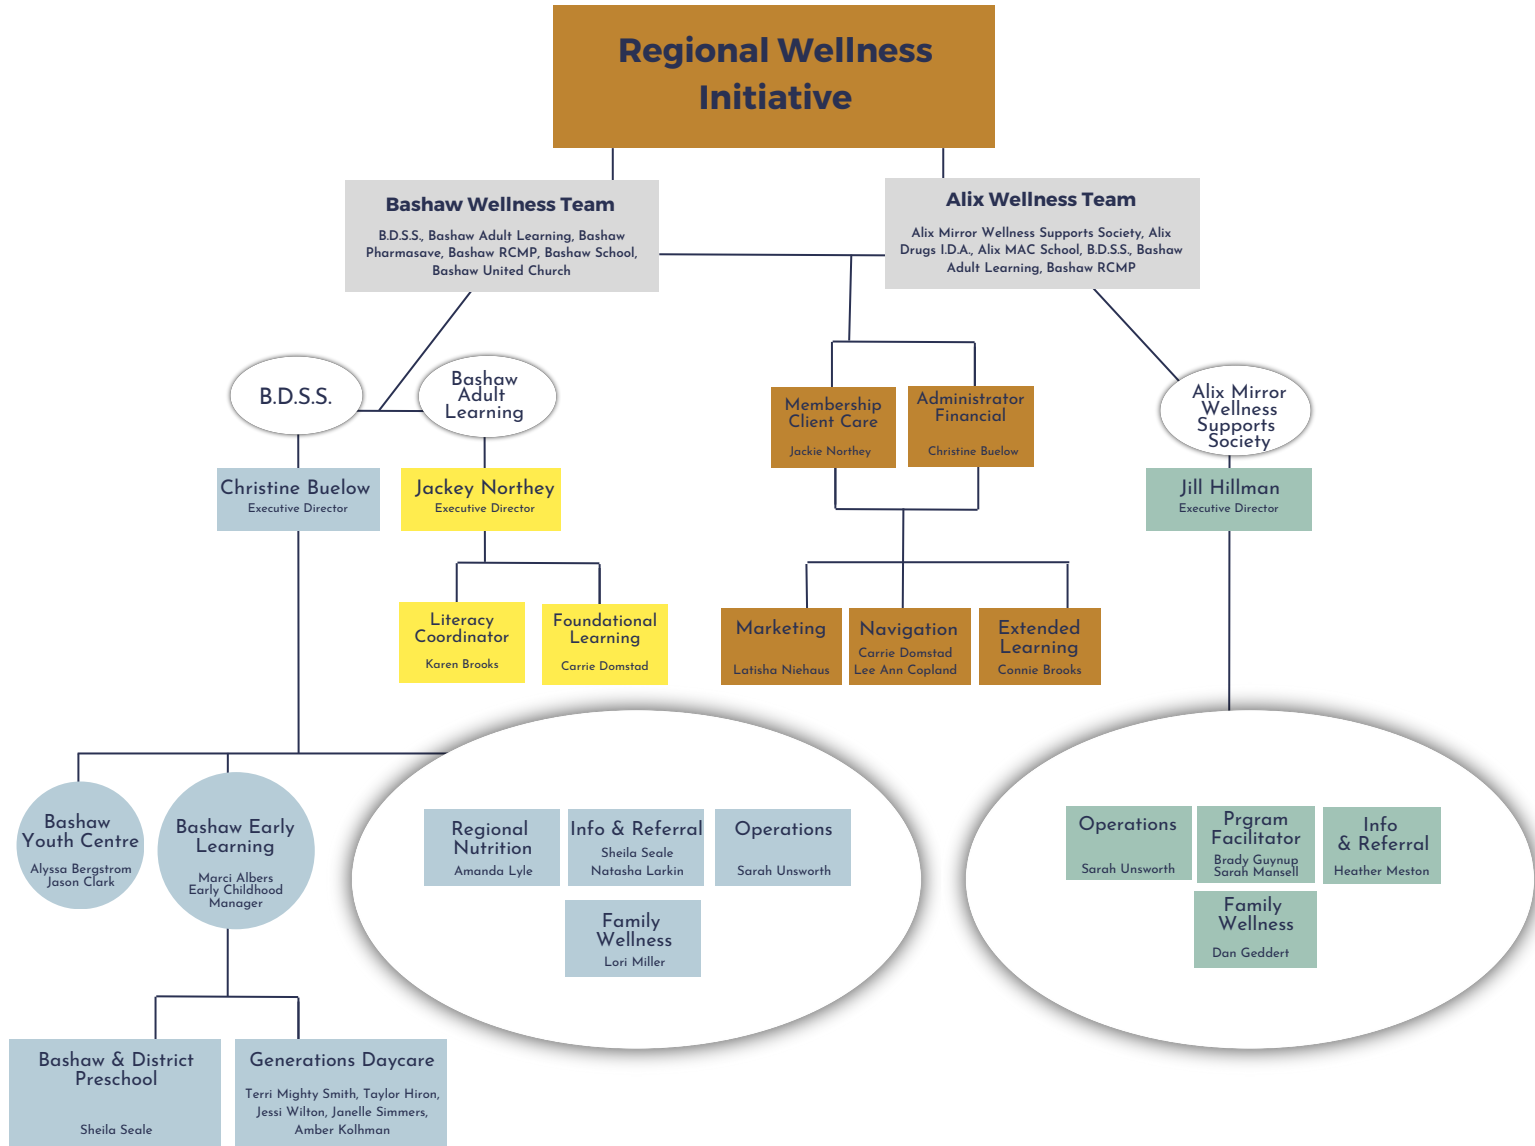 Regional Wellness
Initiative
Bashaw Wellness Team
B.D.S.S., Bashaw Adult Learning, Bashaw
Pharmasave, Bashaw RCMP, Bashaw School,
Bashaw United Church
Alix Wellness Team
Alix Mirror Wellness Supports Society, Alix
Drugs I.D.A., Alix MAC School, B.D.S.S., Bashaw
Adult Learning, Bashaw RCMP
B.D.S.S.
Bashaw
Adult
Learning
Membership
Client Care
Jackie Northey
Administrator
Financial
Christine Buelow
Alix Mirror
Wellness
Supports
Society
Christine Buelow
Executive Director
Jackey Northey
Executive Director
Jill Hillman
Executive Director
Literacy
Coordinator
Karen Brooks
Foundational
Learning
Carrie Domstad
Marketing
Latisha Niehaus
Navigation
Carrie Domstad
Lee Ann Copland
Extended
Learning
Connie Brooks
Bashaw
Youth Centre
Alyssa Bergstrom
Jason Clark
Bashaw Early
Learning
Marci Albers
Early Childhood
Manager
Regional
Nutrition
Amanda Lyle
Info & Referral
Sheila Seale
Natasha Larkin
Operations
Sarah Unsworth
Family
Wellness
Lori Miller
Operations
Sarah Unsworth
Prgram
Facilitator
Brady Guynup
Sarah Mansell
Info
& Referral
Heather Meston
Family
Wellness
Dan Geddert
Bashaw & District
Preschool
Sheila Seale
Generations Daycare
Terri Mighty Smith, Taylor Hiron,
Jessi Wilton, Janelle Simmers,
Amber Kolhman